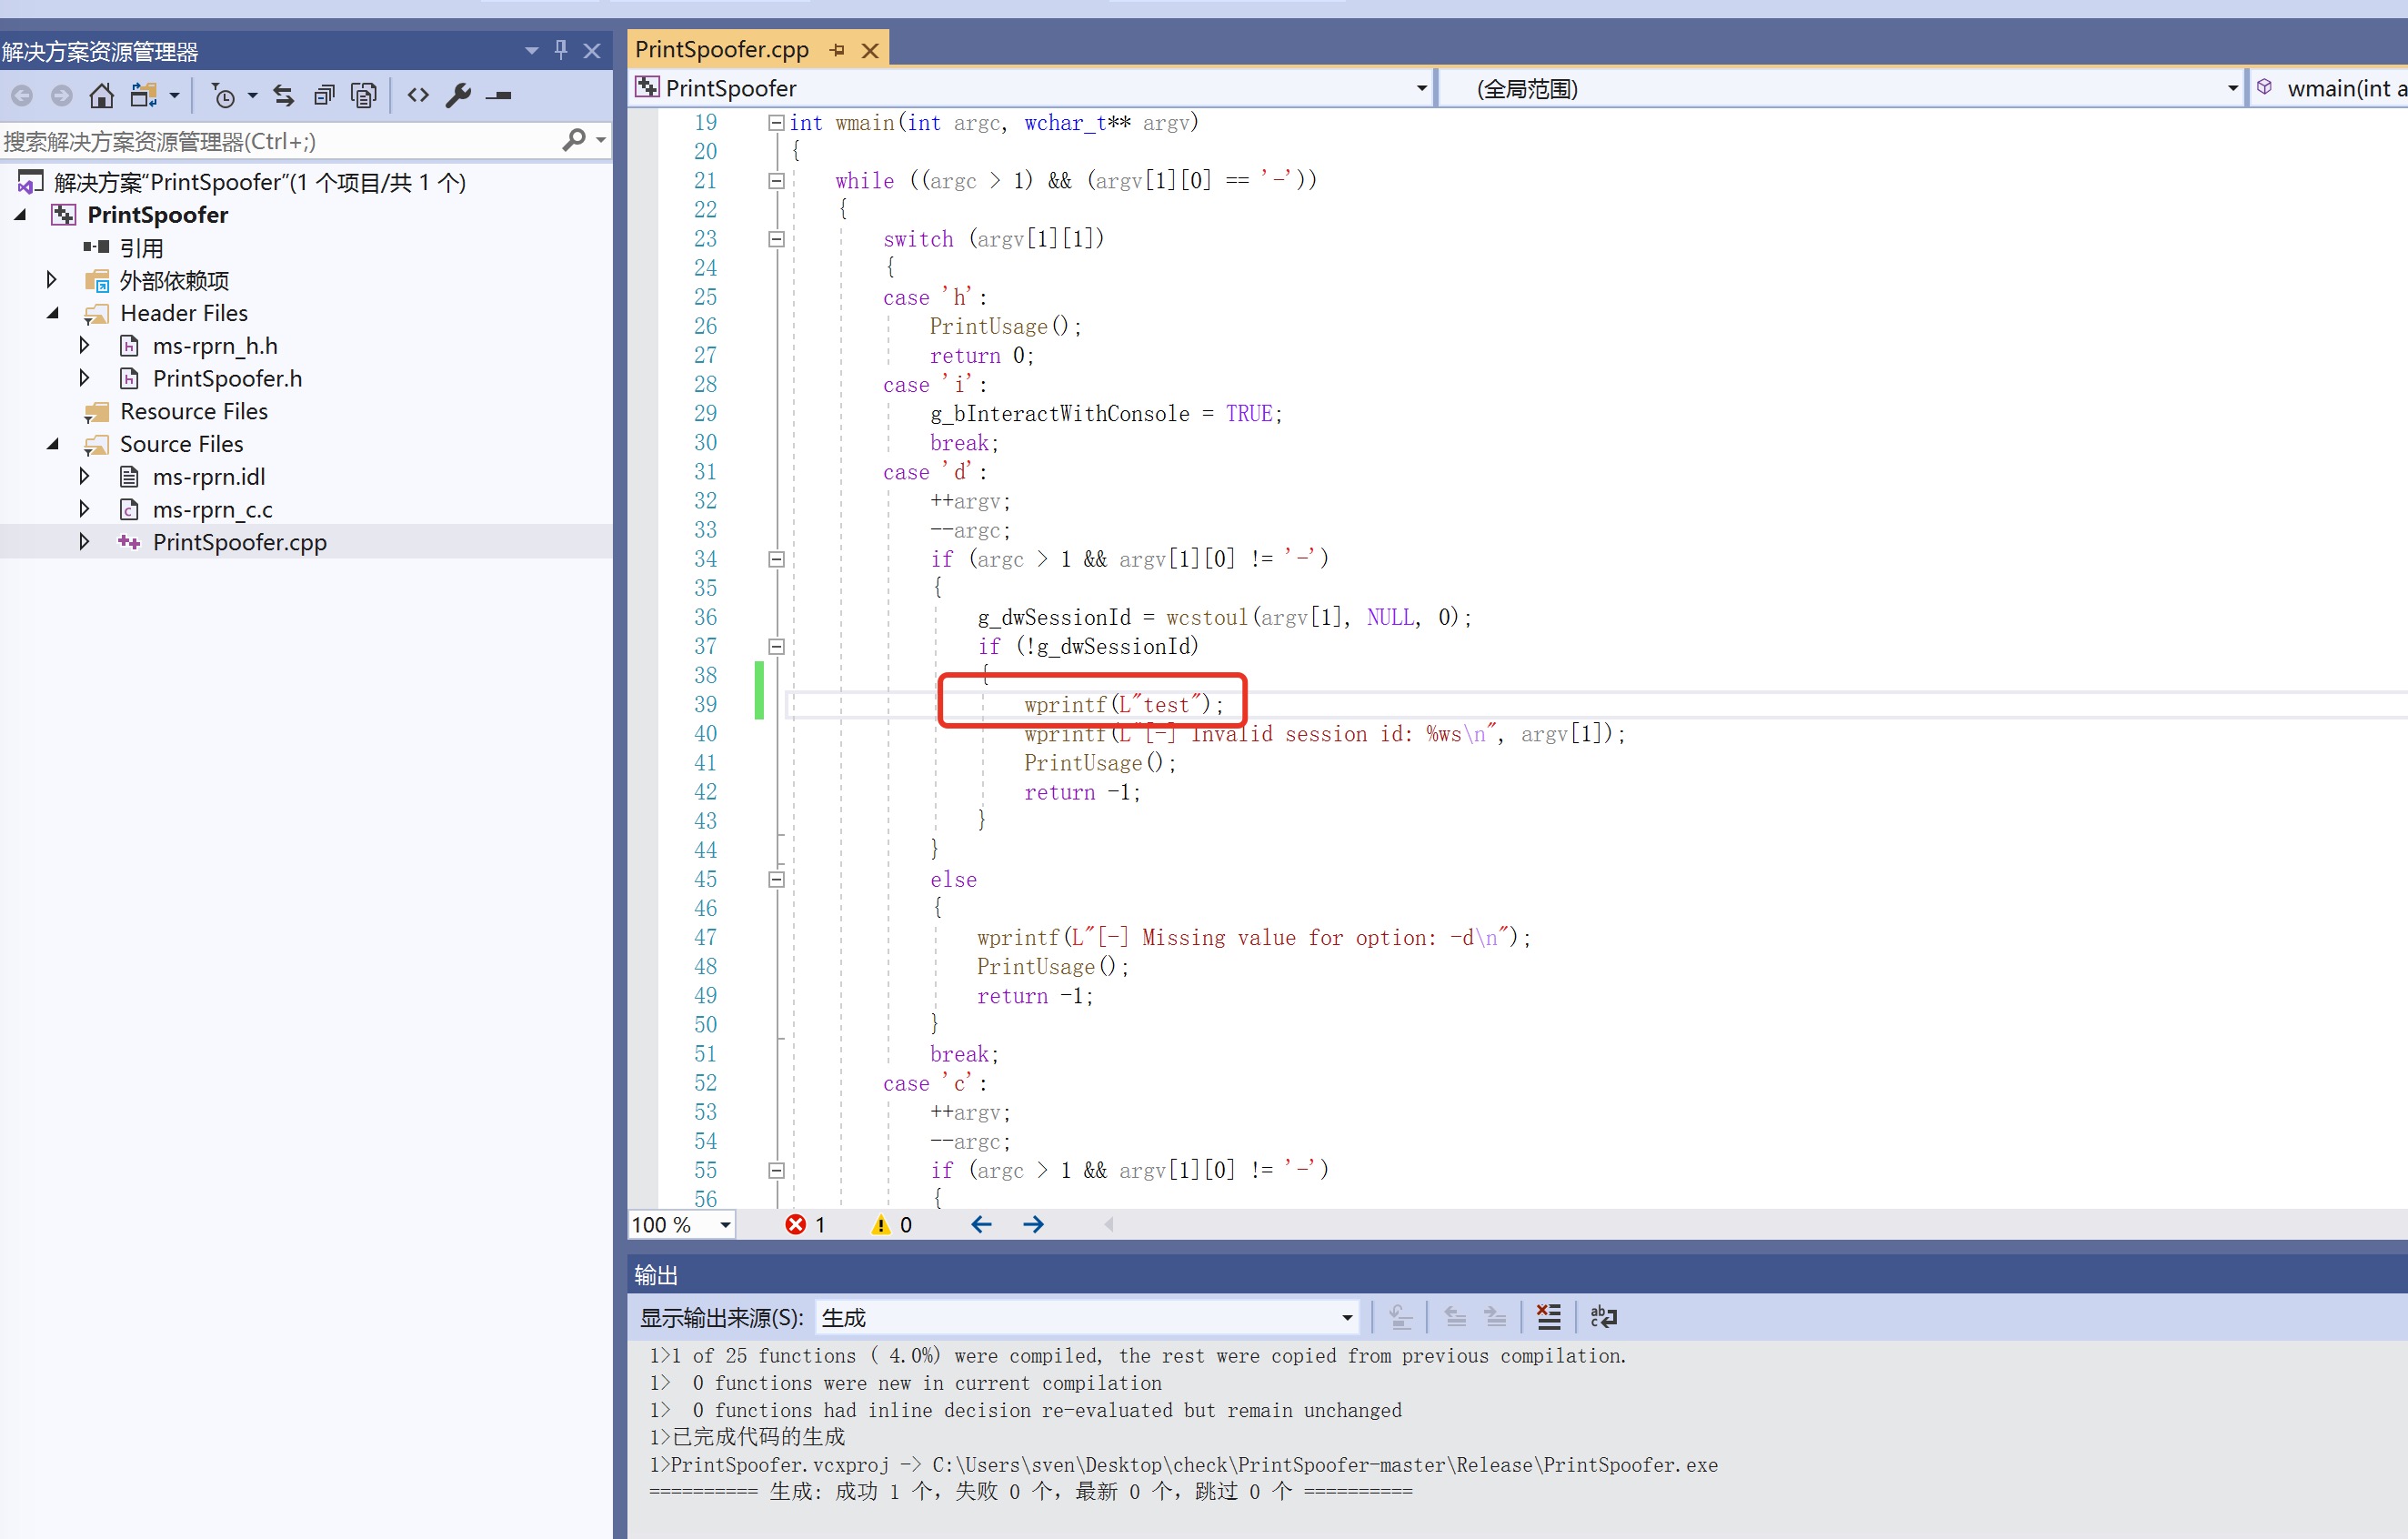 解决方案资源管理器
搜索解决方案资源管理器(Ctrl+;)
解决方案"PrintSpoofer"(1 个项目/共 1 个)
PrintSpoofer
引用
外部依赖项
Header Files
ms-rprn_h.h
PrintSpoofer.h
Resource Files
Source Files
ms-rprn.idl
ms-rprn_c.c
PrintSpoofer.cpp
PrintSpoofer.cpp
PrintSpoofer
(全局范围)
wmain(int a
19 int wmain(int argc, wchar_t** argv)
20 {
21 while ((argc > 1) && (argv[1][0] == '-'))
22 {
23 switch (argv[1][1])
24 {
25 case 'h':
26 PrintUsage();
27 return 0;
28 case 'i':
29 g_bInteractWithConsole = TRUE;
30 break;
31 case 'd':
32 ++argv;
33 --argc;
34 if (argc > 1 && argv[1][0] != '-')
35 {
36 g_dwSessionId = wcstoul(argv[1], NULL, 0);
37 if (!g_dwSessionId)
38 {
39 wprintf(L"test");
40 wprintf(L"[-] Invalid session id: %ws\n", argv[1]);
41 PrintUsage();
42 return -1;
43 }
44 }
45 else
46 {
47 wprintf(L"[-] Missing value for option: -d\n");
48 PrintUsage();
49 return -1;
50 }
51 break;
52 case 'c':
53 ++argv;
54 --argc;
55 if (argc > 1 && argv[1][0] != '-')
56 {
100 % 1 0
输出
显示输出来源(S): 生成
1>1 of 25 functions ( 4.0%) were compiled, the rest were copied from previous compilation.
1>  0 functions were new in current compilation
1>  0 functions had inline decision re-evaluated but remain unchanged
1>已完成代码的生成
1>PrintSpoofer.vcxproj -> C:\Users\sven\Desktop\check\PrintSpoofer-master\Release\PrintSpoofer.exe
========== 生成: 成功 1 个，失败 0 个，最新 0 个，跳过 0 个 ==========